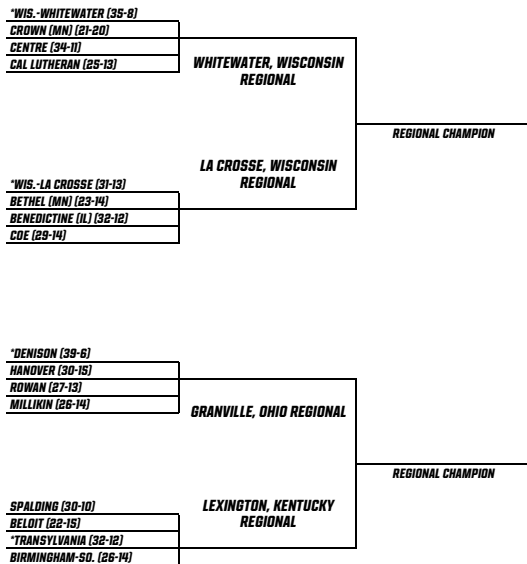 *WIS.-WHITEWATER (35-8)
CROWN (MN) (21-20)
CENTRE (34-11)
CAL LUTHERAN (25-13)
WHITEWATER, WISCONSIN
REGIONAL
REGIONAL CHAMPION
LA CROSSE, WISCONSIN
REGIONAL
*WIS.-LA CROSSE (31-13)
BETHEL (MN) (23-14)
BENEDICTINE (IL) (32-12)
COE (29-14)
*DENISON (39-6)
HANOVER (30-15)
ROWAN (27-13)
MILLIKIN (26-14)
GRANVILLE, OHIO REGIONAL
REGIONAL CHAMPION
LEXINGTON, KENTUCKY
REGIONAL
SPALDING (30-10)
BELOIT (22-15)
*TRANSYLVANIA (32-12)
BIRMINGHAM-SO. (26-14)